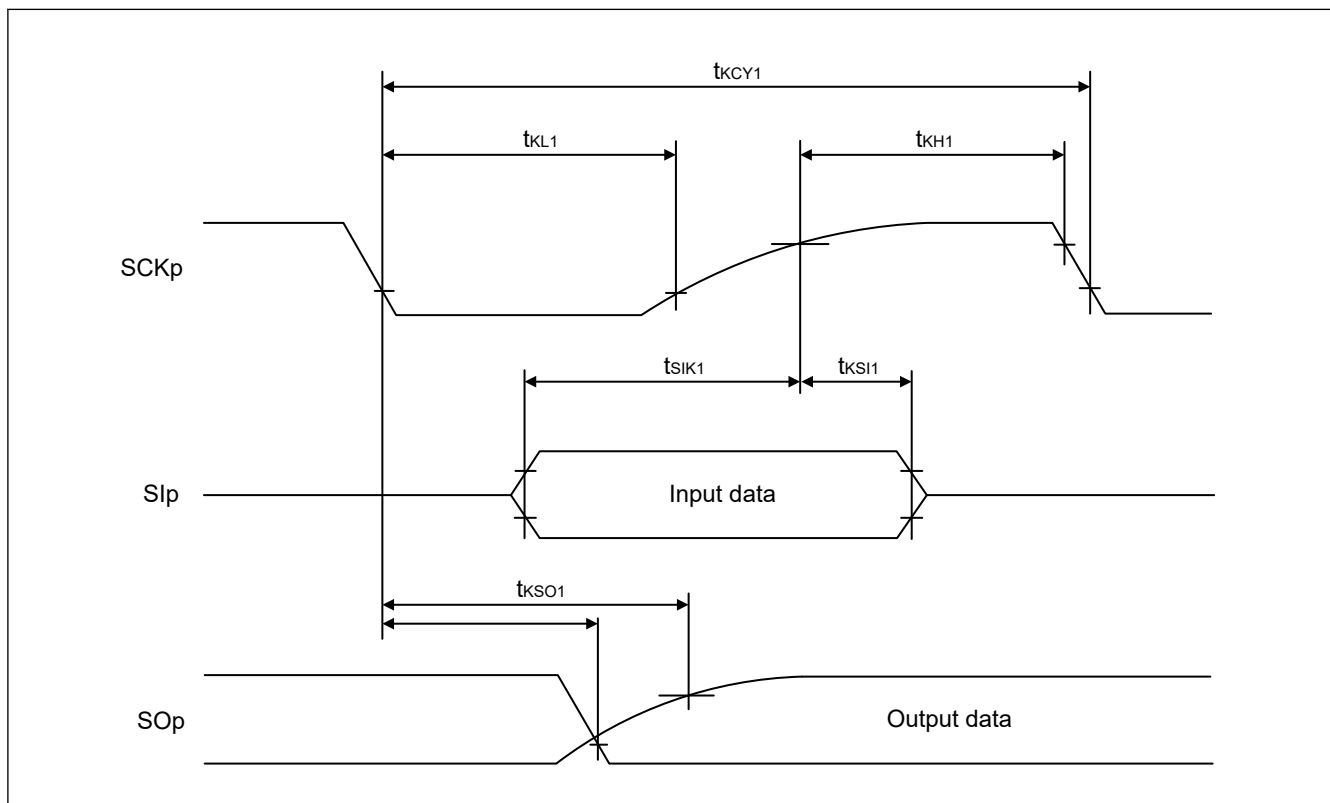 tKCY1
tKL1
tKH1
SCKp
tSIK1
tKSI1
SIp
Input data
tKSO1
SOp
Output data